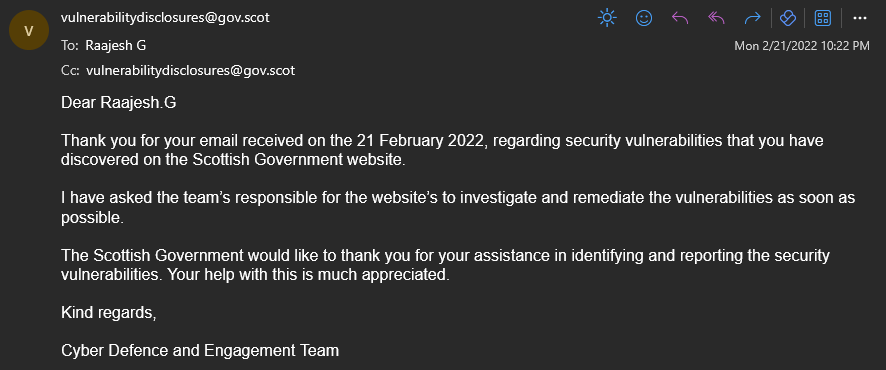 vulnerabilitydisclosures@gov.scot
V
To: Raajesh G
Mon 2/21/2022 10:22 PM
Cc: vulnerabilitydisclosures@gov.scot
Dear Raajesh.G
Thank you for your email received on the 21 February 2022, regarding security vulnerabilities that you have
discovered on the Scottish Government website.
I have asked the team's responsible for the website's to investigate and remediate the vulnerabilities as soon as
possible.
The Scottish Government would like to thank you for your assistance in identifying and reporting the security
vulnerabilities. Your help with this is much appreciated.
Kind regards,
Cyber Defence and Engagement Team